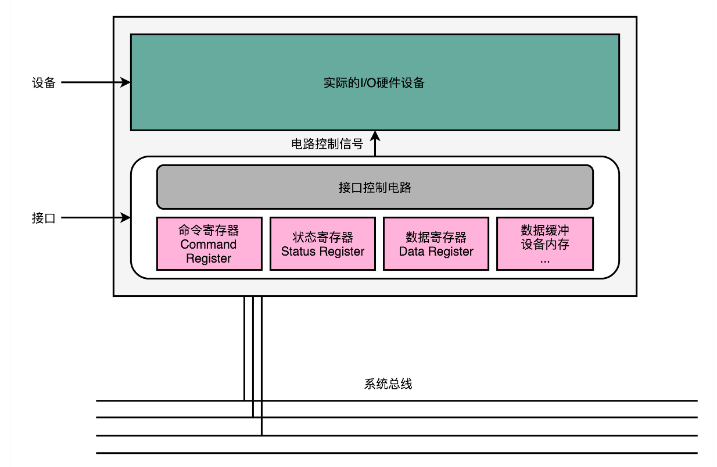 设备
实际的I/O硬件设备
电路控制信号
接口
接口控制电路
命令寄存器
Command
Register
状态寄存器
Status Register
数据寄存器
Data Register
数据缓冲
设备内存
...
系统总线